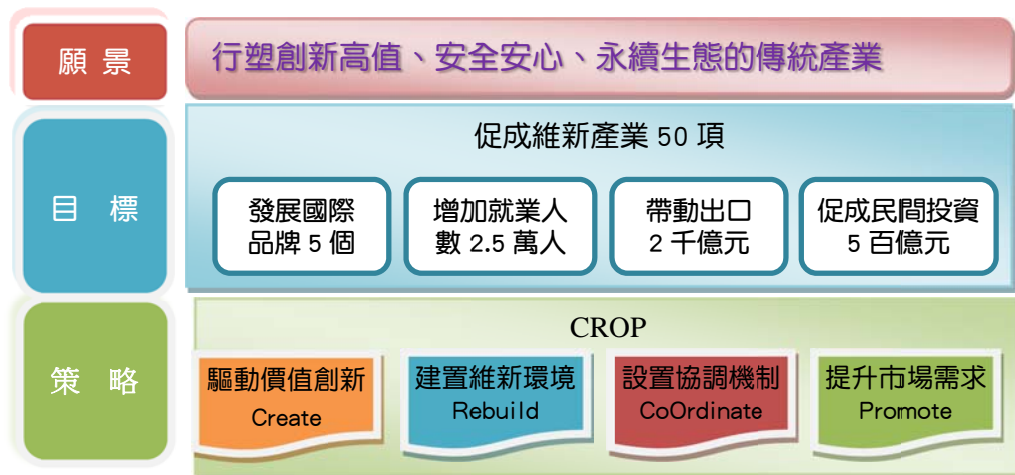 願景
行塑創新高值、安全安心、永續生態的傳統產業
目標
促成維新產業 50 項
發展國際
品牌 5 個
增加就業人
數 2.5 萬人
帶動出口
2 千億元
促成民間投資
5 百億元
策略
CROP
驅動價值創新
Create
建置維新環境
Rebuild
設置協調機制
CoOrdinate
提升市場需求
Promote